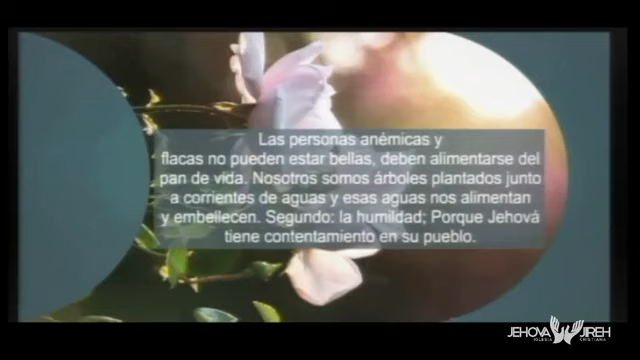 Las personas anémicas y
flacas no pueden estar bellas, deben alimentarse del
pan de vida. Nosotros somos árboles plantados junto
a corrientes de aguas y esas aguas nos alimentan
y embellecen. Segundo: la humildad; Porque Jehová
tiene contentamiento en su pueblo.
JEHOVA JIREH
IGLESIA CRISTIANA